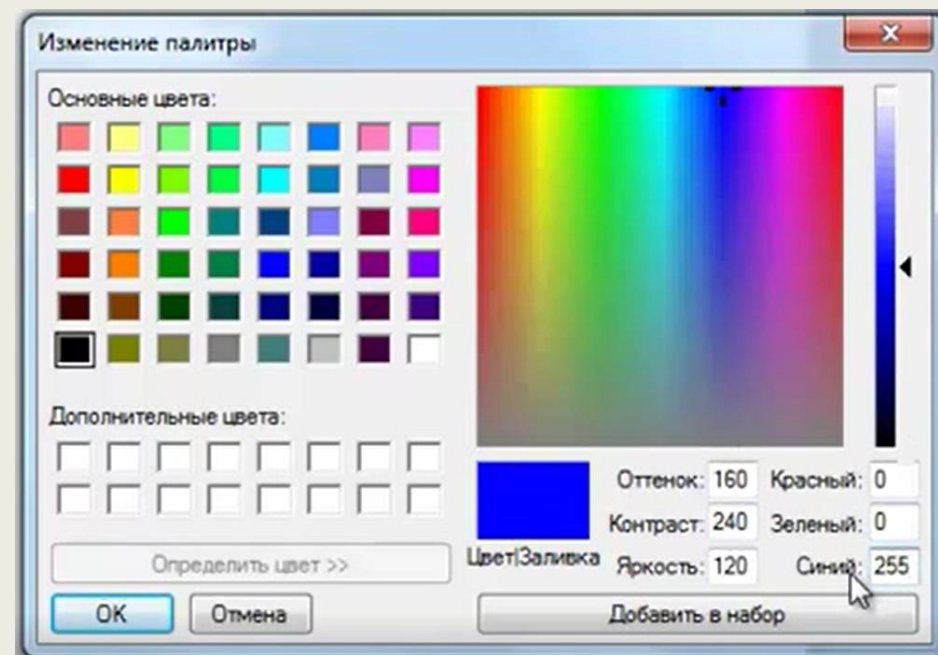 Изменение палитры
Основные цвета:
Дополнительные цвета:
Определить цвет >>
OK
Отмена
Цвет|Заливка
Оттенок: 160
Красный: 0
Контраст: 240
Зеленый: 0
Яркость: 120
Синий: 255
Добавить в набор